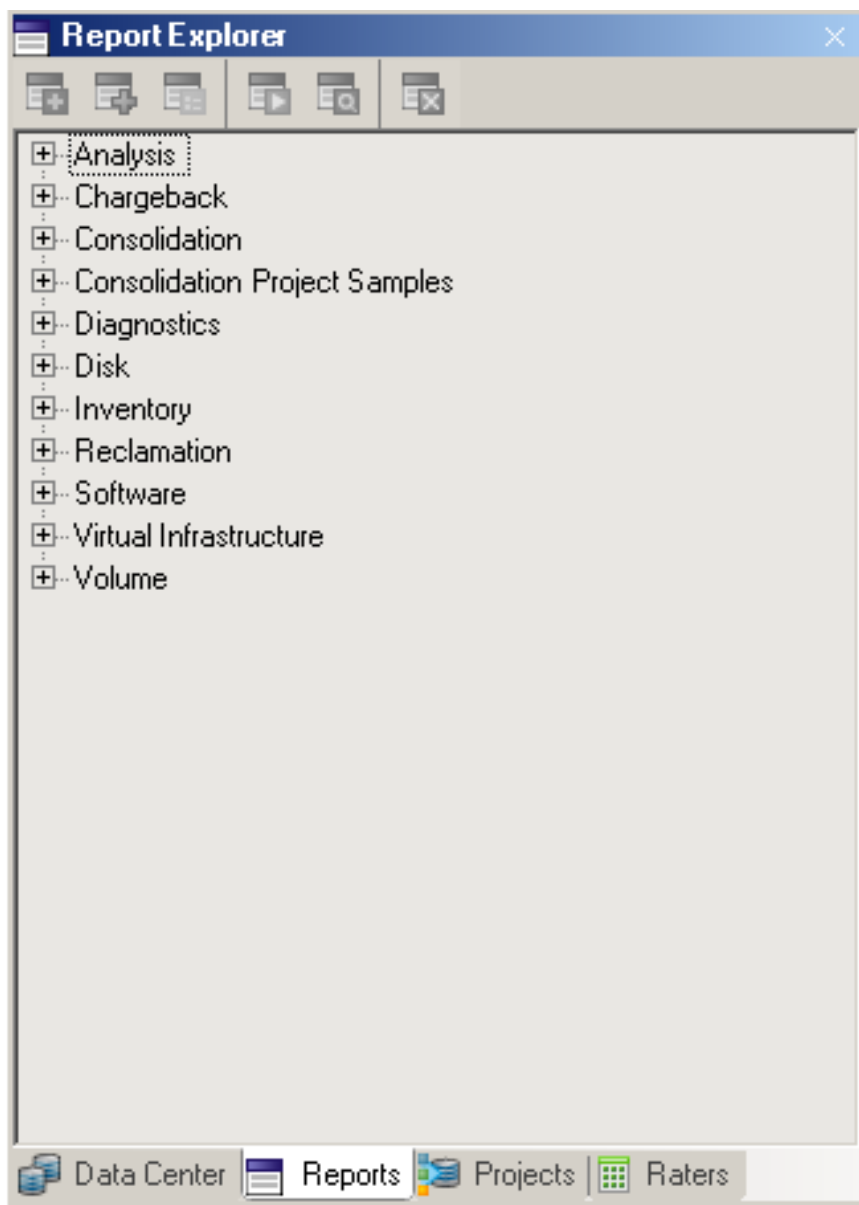 Report Explorer
Analysis
Chargeback
Consolidation
Consolidation Project Samples
Diagnostics
Disk
Inventory
Reclamation
Software
Virtual Infrastructure
Volume
Data Center Reports Projects Raters